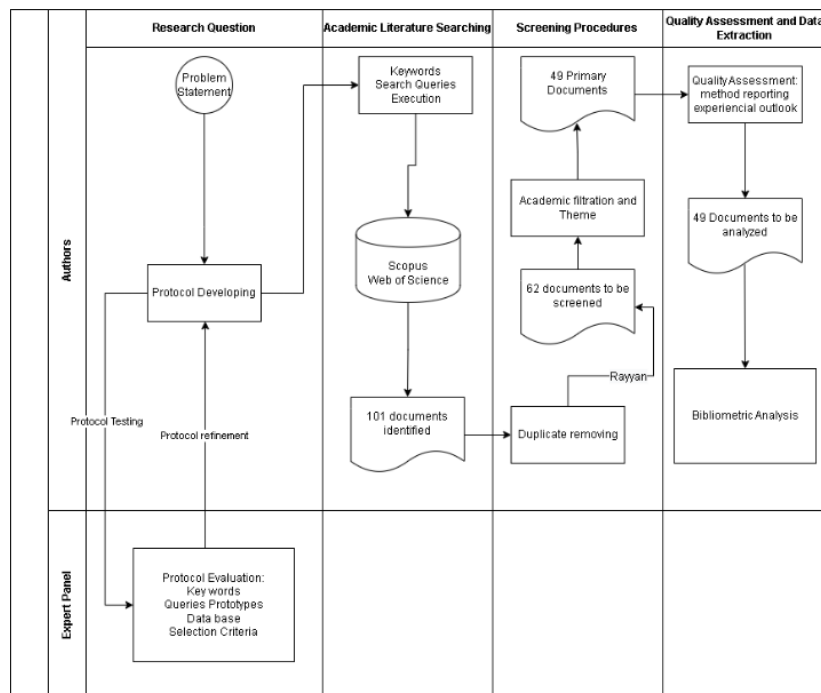 Research Question
Academic Literature Searching
Screening Procedures
Quality Assessment and Data
Extraction
Authors
Problem
Statement
Protocol Developing
Protocol Testing
Protocol refinement
Keywords
Search Queries
Execution
Scopus
Web of Science
101 documents
identified
49 Primary
Documents
Academic filtration and
Theme
62 documents to be
screened
Rayyan
Duplicate removing
Quality Assessment:
method reporting
experiencial outlook
49 Documents to be
analyzed
Bibliometric Analysis
Expert Panel
Protocol Evaluation:
Key words
Queries Prototypes
Data base
Selection Criteria